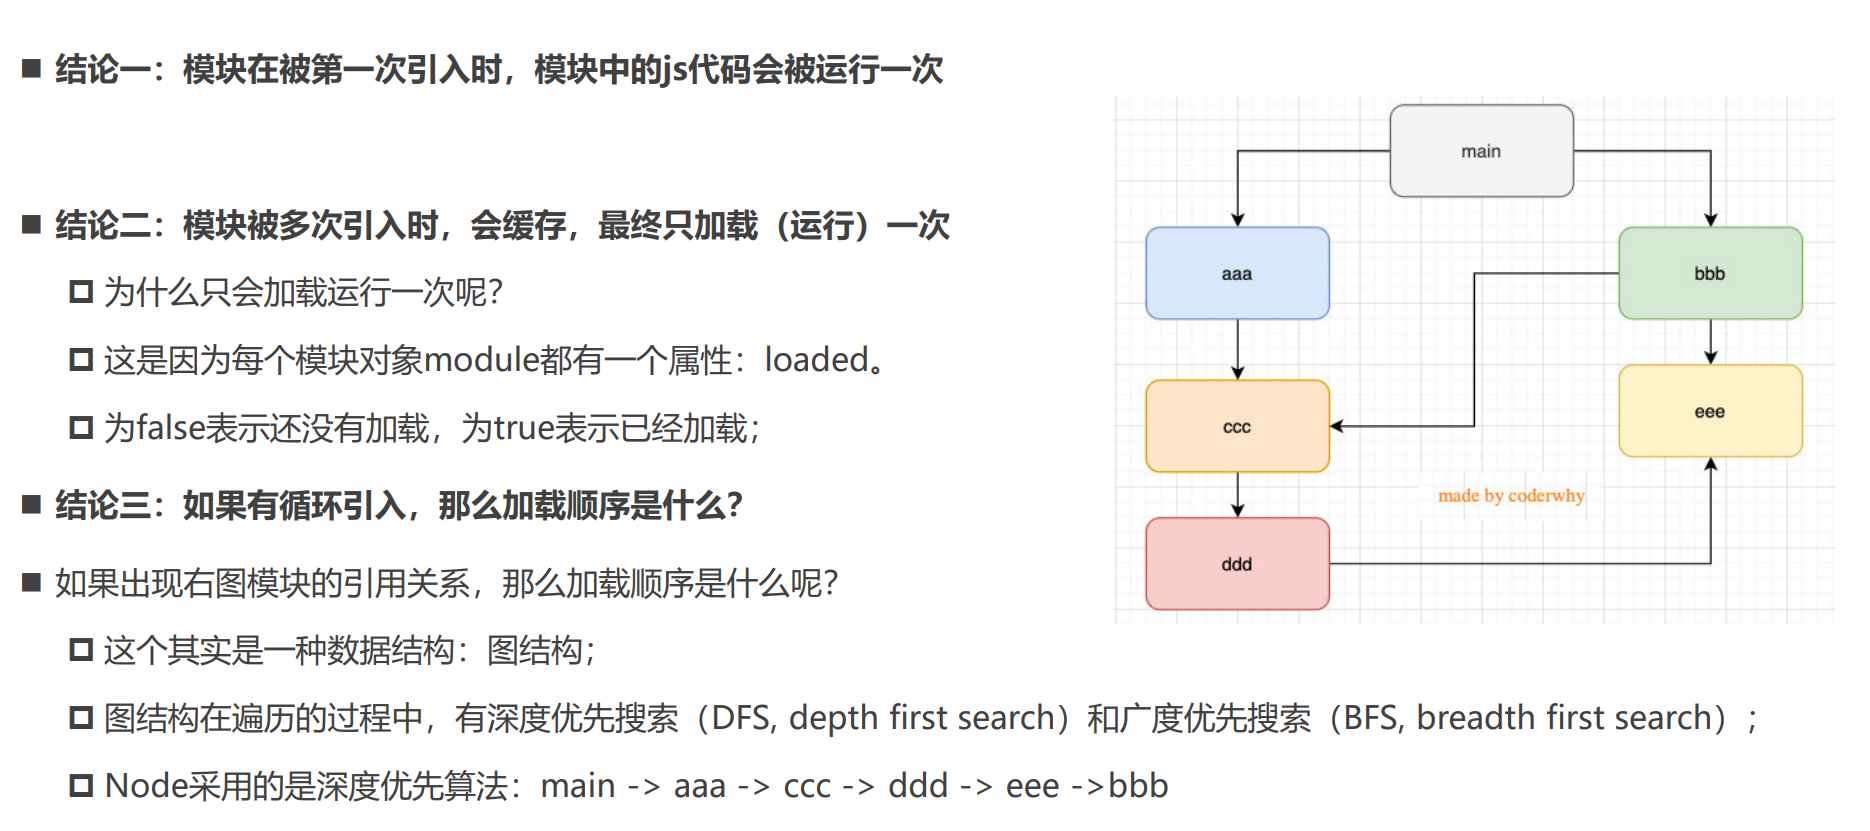 结论一：模块在被第一次引入时，模块中的js代码会被运行一次
结论二：模块被多次引入时，会缓存，最终只加载（运行）一次
为什么只会加载运行一次呢？
这是因为每个模块对象module都有一个属性：loaded。
为false表示还没有加载，为true表示已经加载；
结论三：如果有循环引入，那么加载顺序是什么？
如果出现右图模块的引用关系，那么加载顺序是什么呢？
这个其实是一种数据结构：图结构；
图结构在遍历的过程中，有深度优先搜索（DFS, depth first search）和广度优先搜索（BFS, breadth first search）；
Node采用的是深度优先算法：main -> aaa -> ccc -> ddd -> eee ->bbb
main
aaa
bbb
ccc
eee
made by coderwhy
ddd